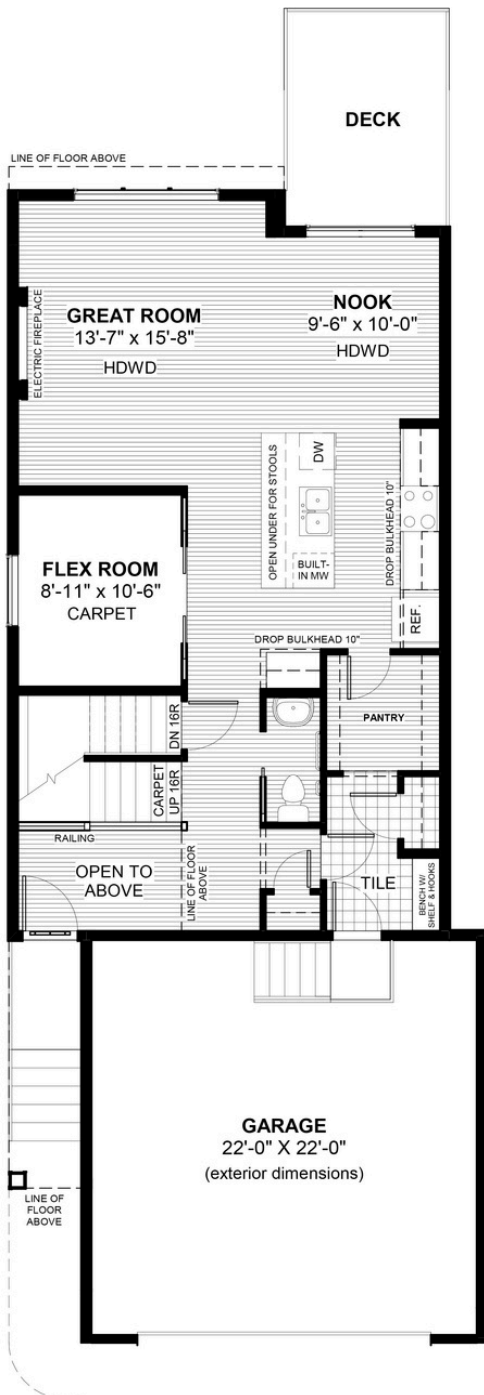 DECK
LINE OF FLOOR ABOVE
ELECTRIC FIREPLACE
GREAT ROOM
13'-7" x 15'-8"
HDWD
NOOK
9'-6" x 10'-0"
HDWD
OPEN UNDER FOR STOOLS
DW
BUILT-
IN MW
DROP BULKHEAD 10"
REF.
FLEX ROOM
8'-11" x 10'-6"
CARPET
DROP BULKHEAD 10"
DN 16R
PANTRY
CARPET
UP 16R
RAILING
OPEN TO
ABOVE
LINE OF FLOOR
ABOVE
TILE
BENCH W/
SHELF & HOOKS
GARAGE
22'-0" X 22'-0"
(exterior dimensions)
LINE OF
FLOOR
ABOVE